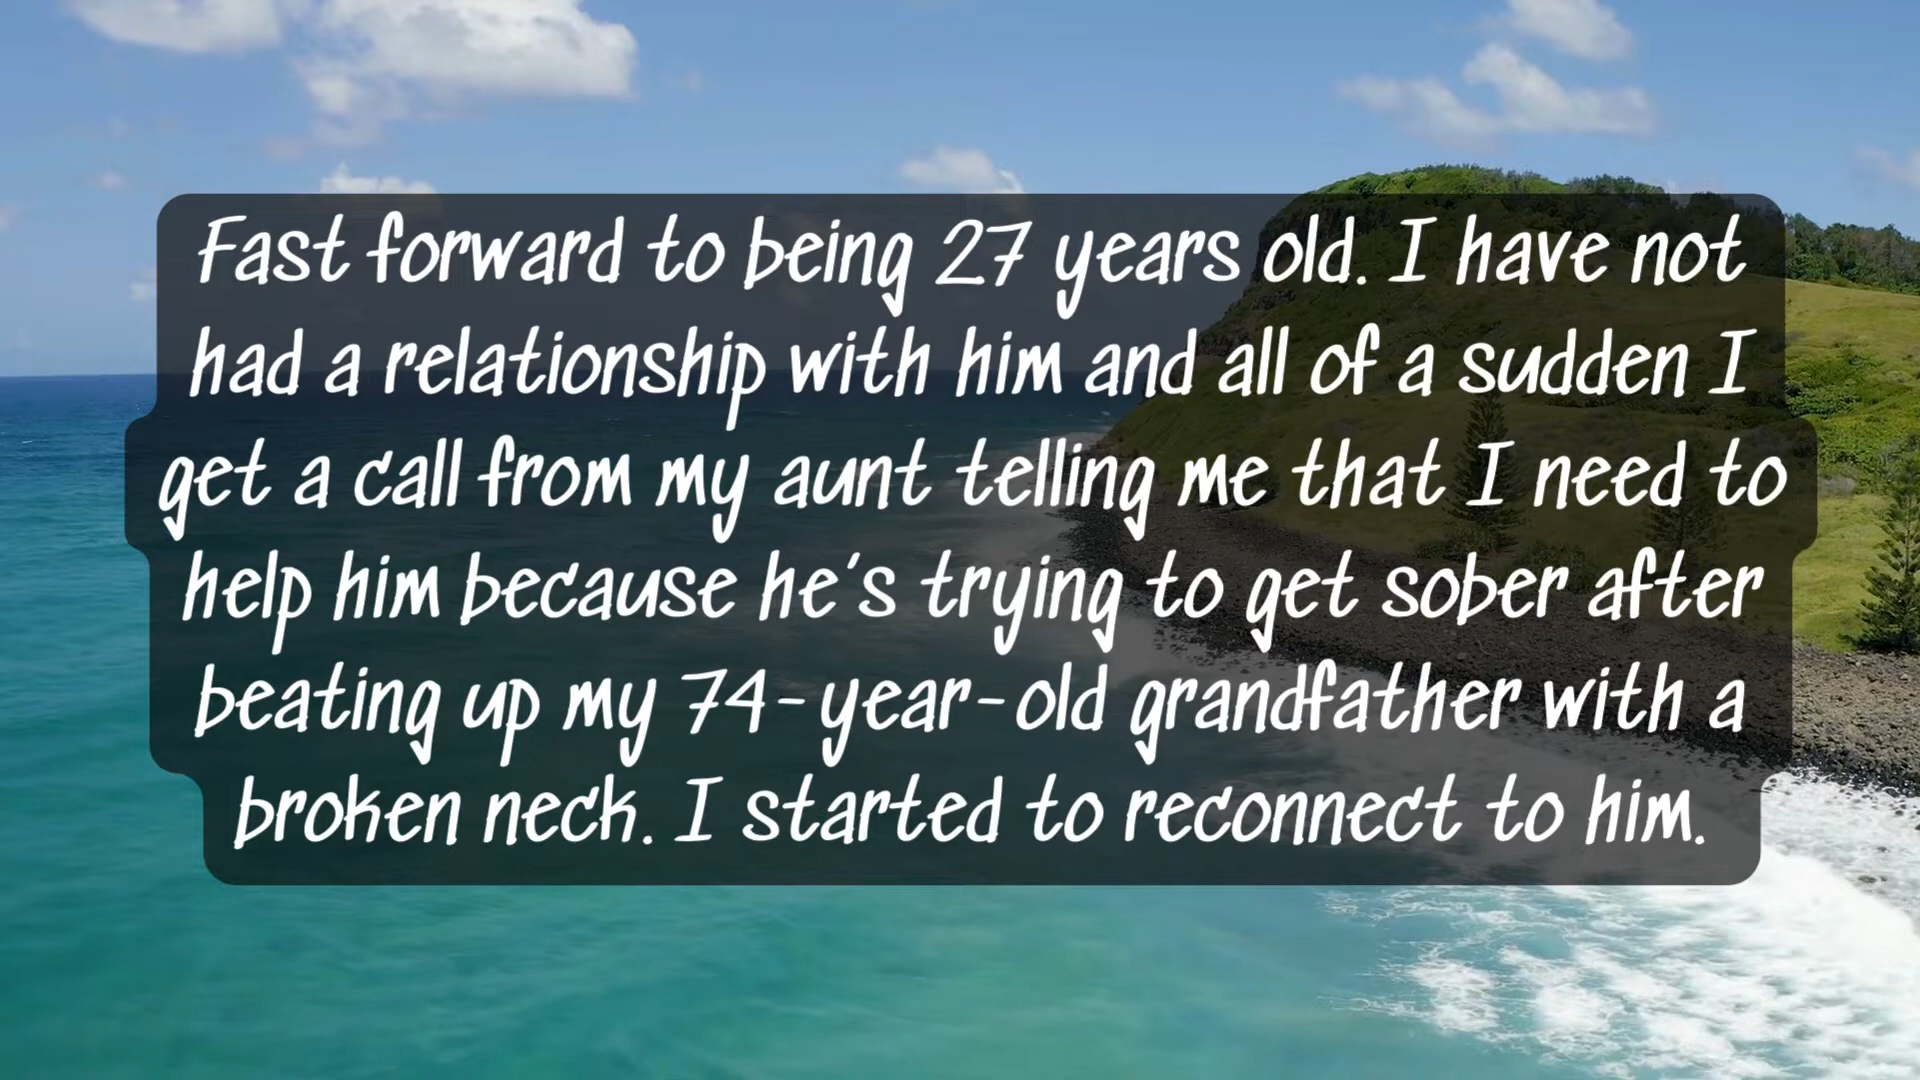 Fast forward to being 27 years old. I have not
had a relationship with him and all of a sudden I
get a call from my aunt telling me that I need to
help him because he's trying to get sober after
beating up my 74-year-old grandfather with a
broken neck. I started to reconnect to him.